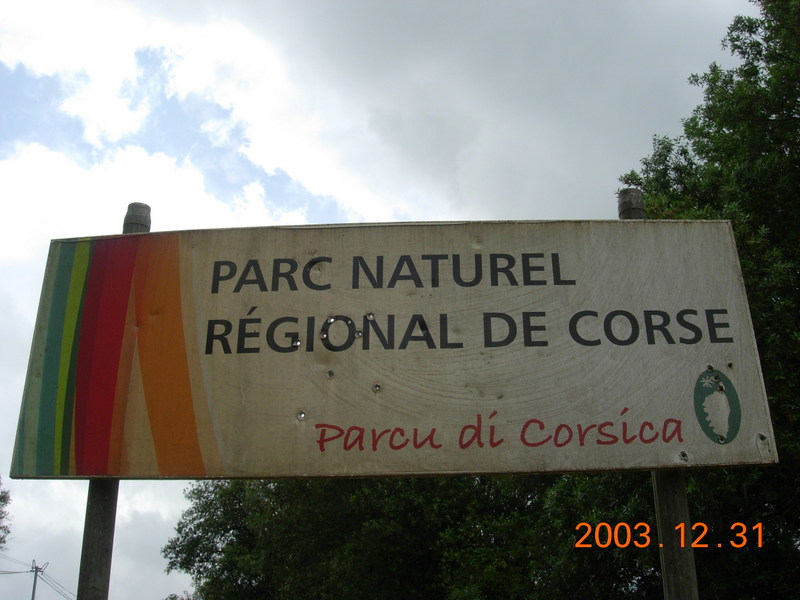 PARC NATUREL
RÉGIONAL DE CORSE
Parcu di Corsica
2003.12.31